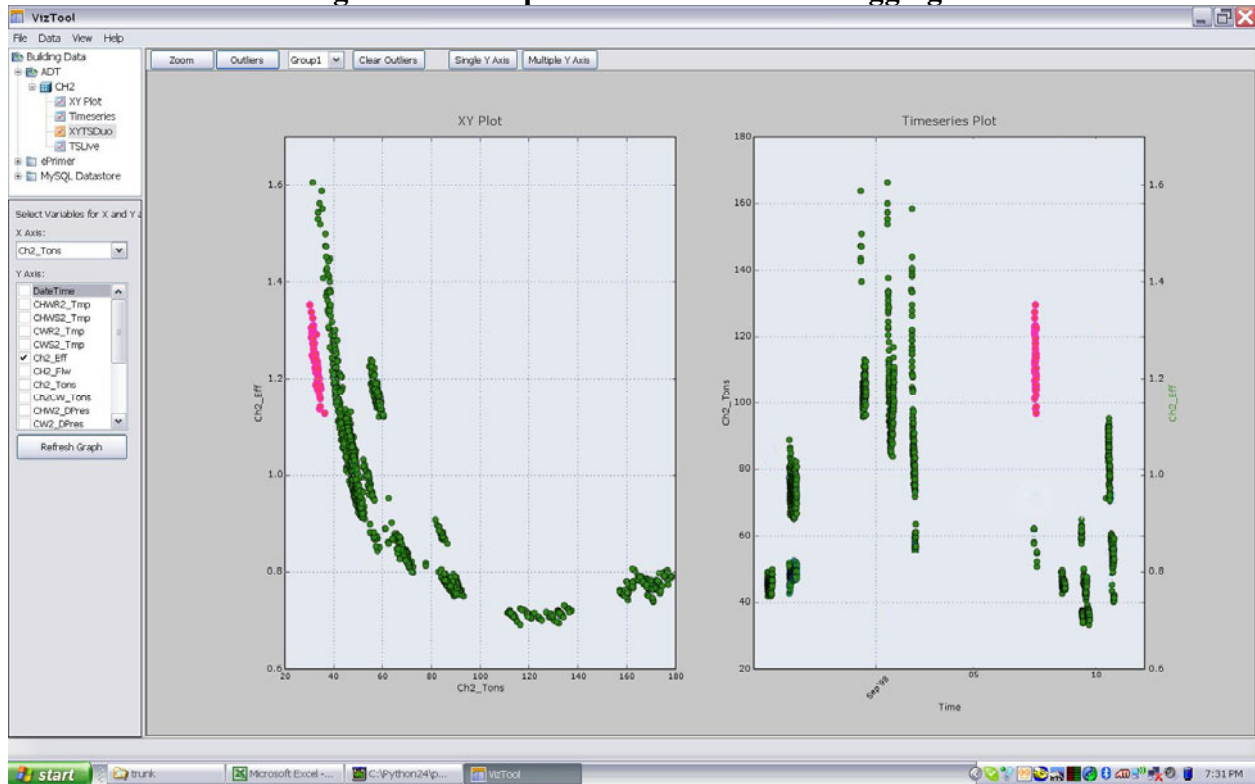 VizTool
File Data View Help
Building Data
ADT
CH2
XY Plot
Timeseries
XYTSDuo
TSLive
ePrimer
MySQL Datastore
Select Variables for X and Y
X Axis:
Ch2_Tons
Y Axis:
DateTime
CHWR2_Tmp
CHWS2_Tmp
CWR2_Tmp
CWS2_Tmp
Ch2_Eff
CH2_Flw
Ch2_Tons
Ch2CW_Tons
CHW2_DPres
CW2_DPres
Refresh Graph
Zoom Outliers Group1 Clear Outliers Single Y Axis Multiple Y Axis
XY Plot
1.6
1.4
1.2
1.0
0.8
0.6
Ch2_Eff
20 40 60 80 100 120 140 160 180
Ch2_Tons
Timeseries Plot
180
160
140
120
100
80
60
40
20
Ch2_Tons
1.6
1.4
1.2
1.0
0.8
0.6
Ch2_Eff
Sep'98 05 10
Time
start trunk Microsoft Excel -... C:\Python24\p... VizTool 7:31 PM